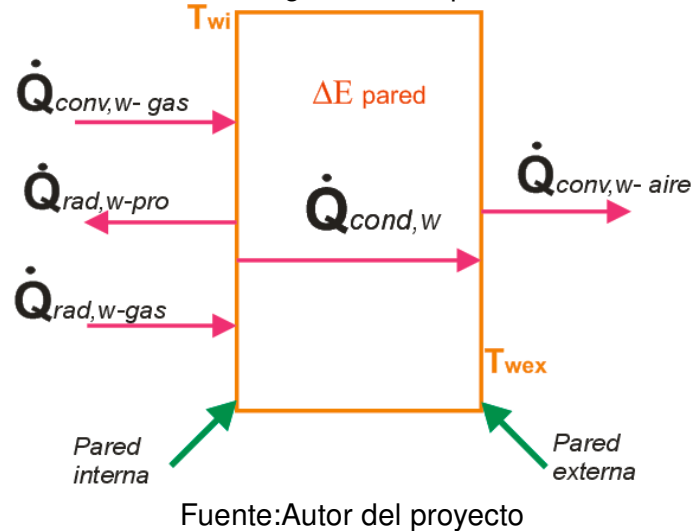 Twi
Q̇conv,w- gas
ΔE pared
Q̇rad,w-pro
Q̇cond,w
Q̇conv,w- aire
Q̇rad,w-gas
Twex
Pared
interna
Pared
externa
Fuente:Autor del proyecto